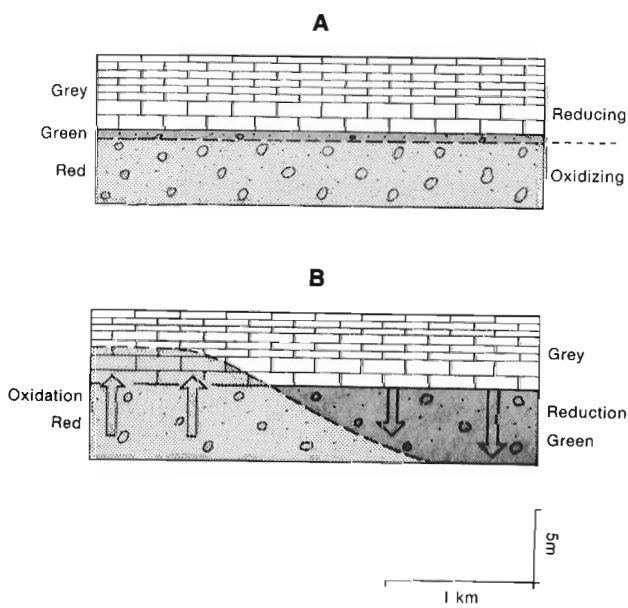 A
Grey
Reducing
Green
Red
Oxidizing
B
Grey
Oxidation
Reduction
Red
Green
5m
1 km